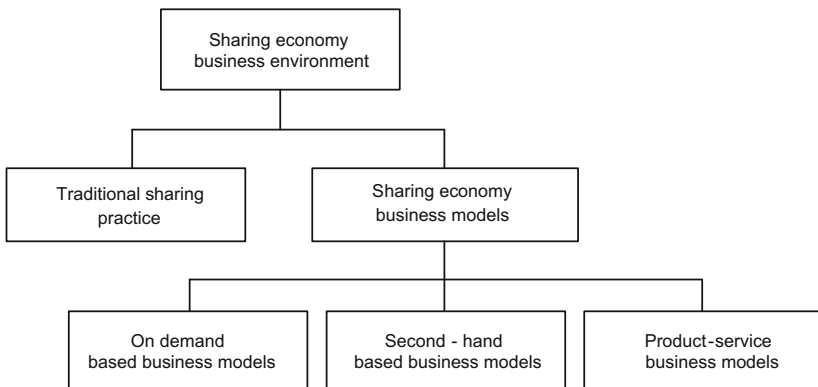 Sharing economy
business environment
Traditional sharing
practice
Sharing economy
business models
On demand
based business models
Second - hand
based business models
Product-service
business models